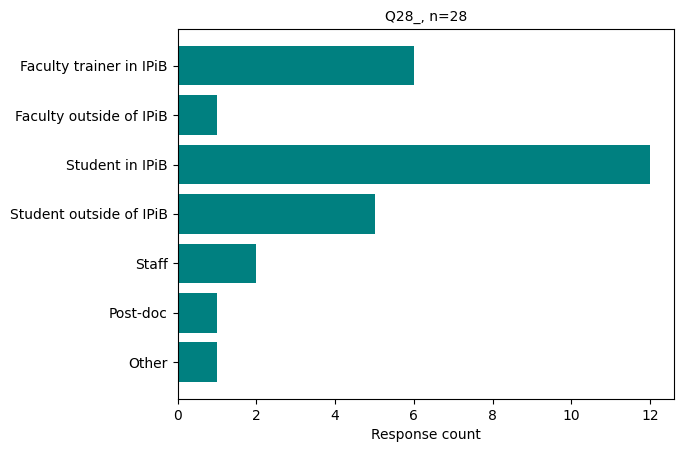 Q28_, n=28
Faculty trainer in IPiB
Faculty outside of IPiB
Student in IPiB
Student outside of IPiB
Staff
Post-doc
Other
0 2 4 6 8 10 12
Response count